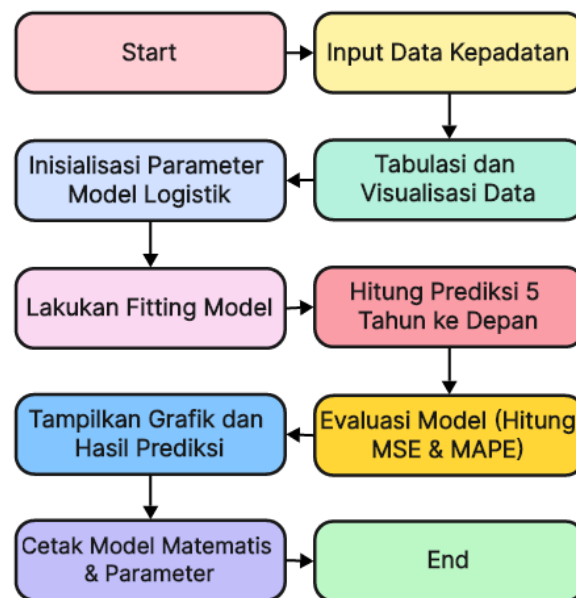 Start
Input Data Kepadatan
Tabulasi dan
Visualisasi Data
Inisialisasi Parameter
Model Logistik
Lakukan Fitting Model
Hitung Prediksi 5
Tahun ke Depan
Evaluasi Model (Hitung
MSE & MAPE)
Tampilkan Grafik dan
Hasil Prediksi
Cetak Model Matematis
& Parameter
End